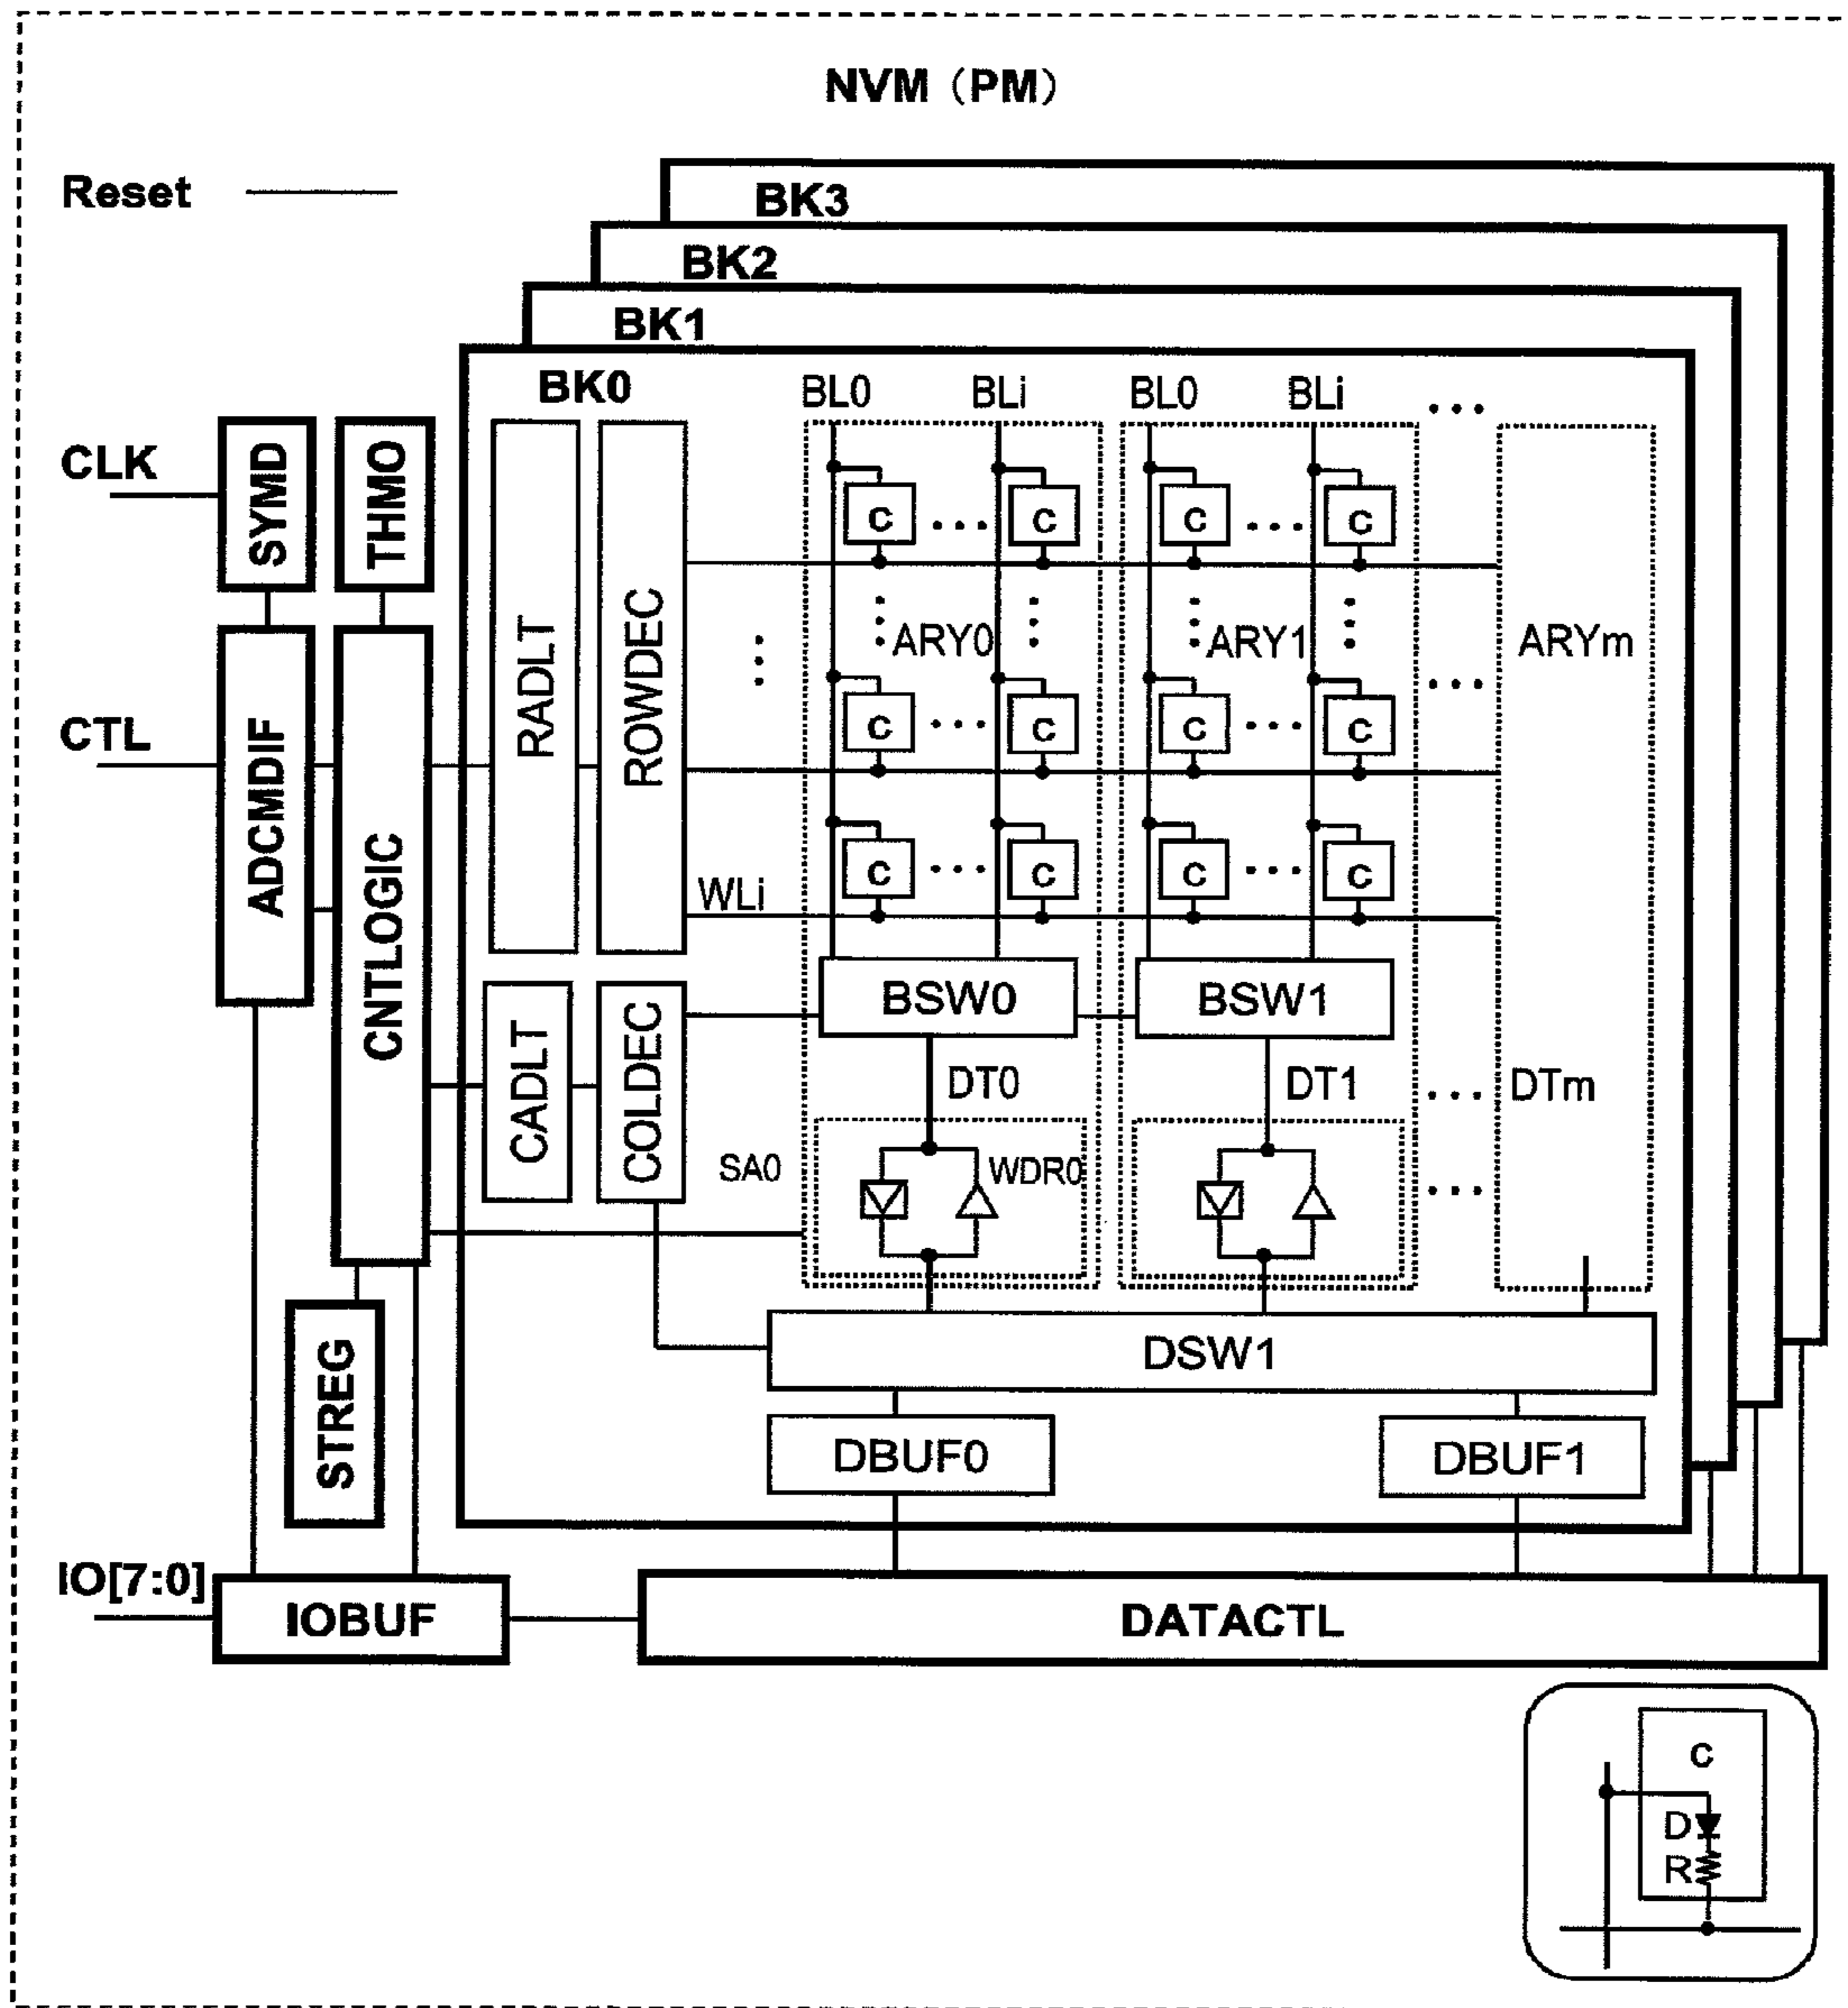 NVM (PM)
Reset
BK3
BK2
BK1
BK0
BL0 BLi BL0 BLi ...
CLK
SYMD
THMO
C ... C C ... C
RADLT
ROWDEC
ARY0 ARY1 ARYm
CTL
ADCMDIF
CNTLOGIC
C ... C C ... C
C ... C C ... C
WLi
BSW0 BSW1
CADLT
COLDEC
DT0 DT1 ... DTm
SA0 WDR0
STREG
DSW1
DBUF0 DBUF1
IO[7:0]
IOBUF
DATACTL
C
D
R